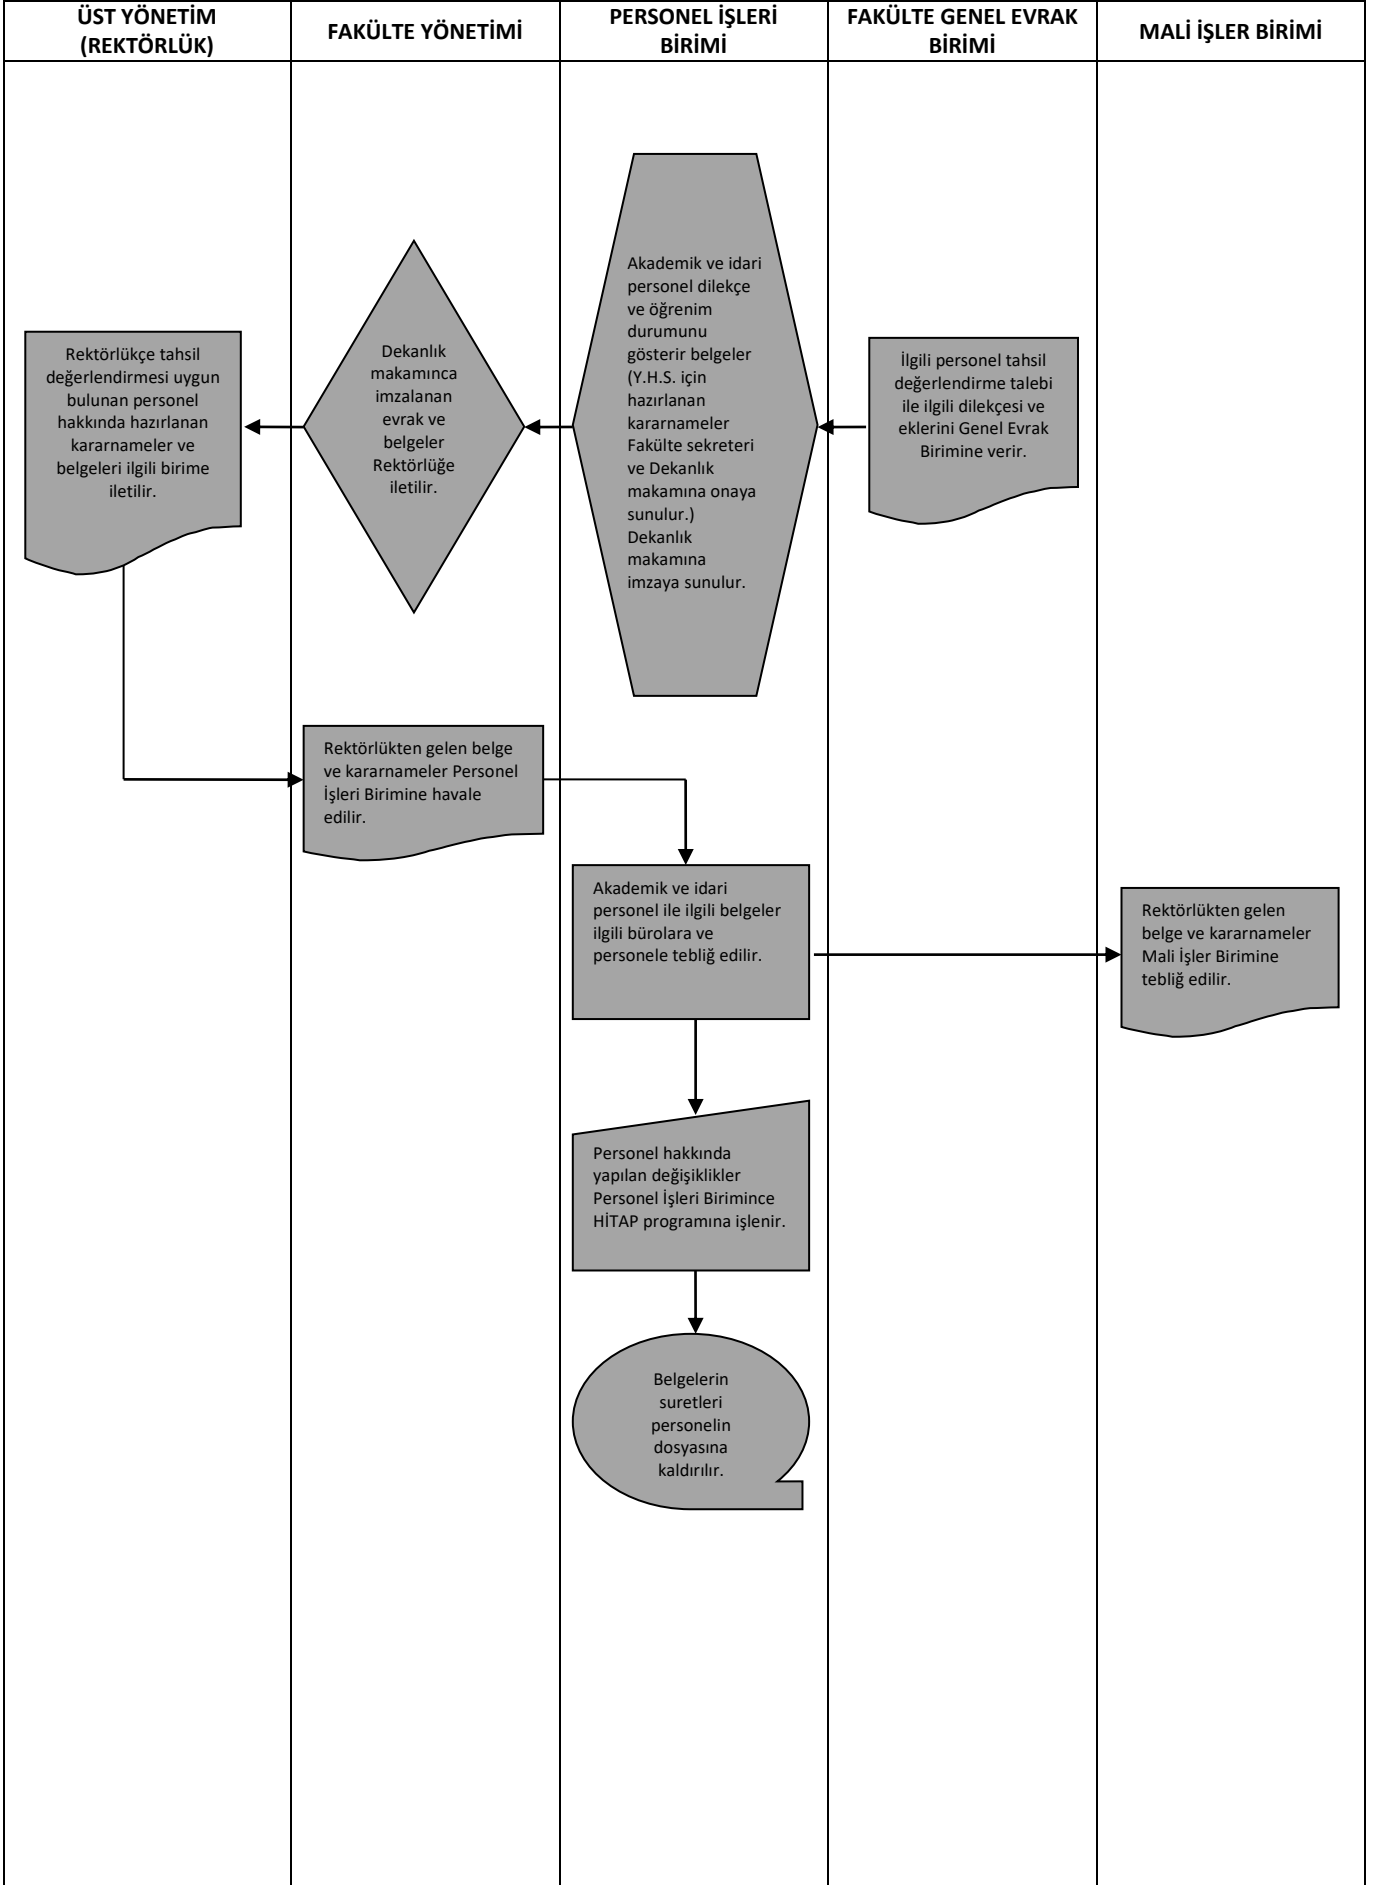 ÜST YÖNETİM
(REKTÖRLÜK)
FAKÜLTE YÖNETİMİ
PERSONEL İŞLERİ
BİRİMİ
FAKÜLTE GENEL EVRAK
BİRİMİ
MALİ İŞLER BİRİMİ
Rektörlükçe tahsil
değerlendirmesi uygun
bulunan personel
hakkında hazırlanan
kararnameler ve
belgeleri ilgili birime
iletilir.
Dekanlık
makamınca
imzalanan
evrak ve
belgeler
Rektörlüğe
iletilir.
Akademik ve idari
personel dilekçe
ve öğrenim
durumunu
gösterir belgeler
(Y.H.S. için
hazırlanan
kararnameler
Fakülte sekreteri
ve Dekanlık
makamına onaya
sunulur.)
Dekanlık
makamına
imzaya sunulur.
İlgili personel tahsil
değerlendirme talebi
ile ilgili dilekçesi ve
eklerini Genel Evrak
Birimine verir.
Rektörlükten gelen belge
ve kararnameler Personel
İşleri Birimine havale
edilir.
Akademik ve idari
personel ile ilgili belgeler
ilgili bürolara ve
personele tebliğ edilir.
Rektörlükten gelen
belge ve kararnameler
Mali İşler Birimine
tebliğ edilir.
Personel hakkında
yapılan değişiklikler
Personel İşleri Birimince
HİTAP programına işlenir.
Belgelerin
suretleri
personelin
dosyasına
kaldırılır.